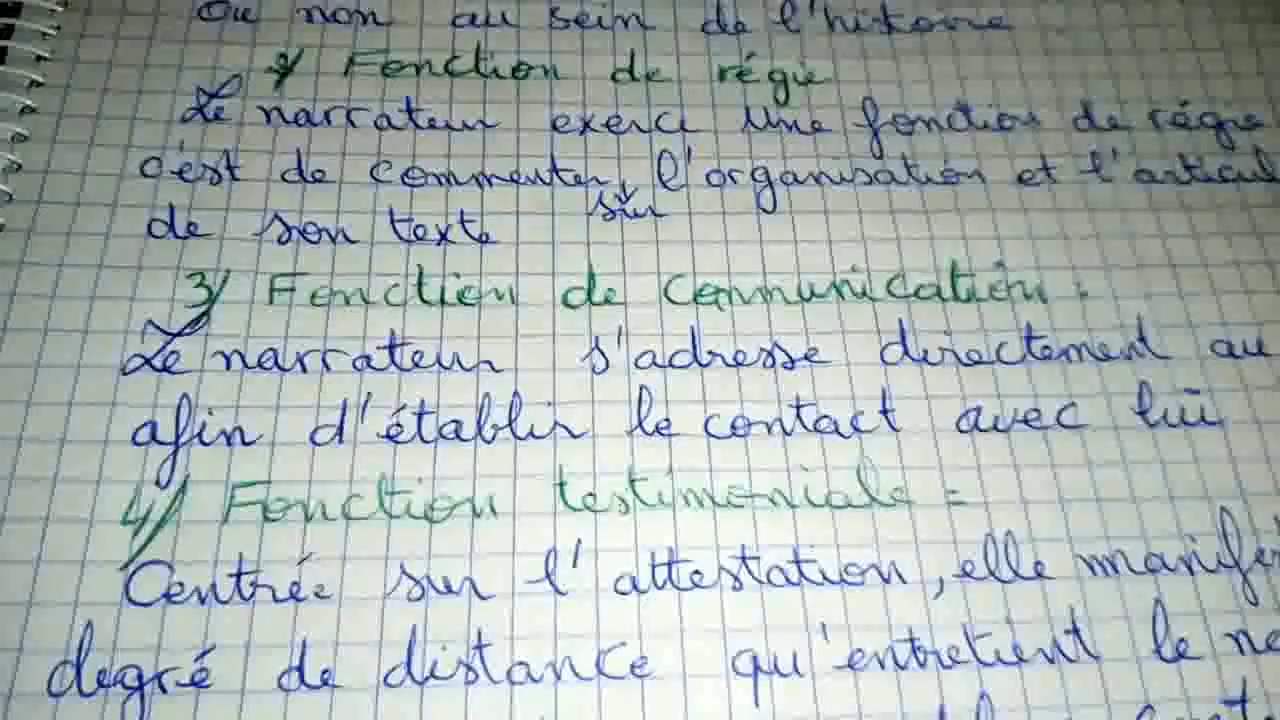 Ou non au sein de l'histoire
2/ Fonction de régie
Le narrateur exerce une fonction de régie
c'est de commenter l'organisation et l'articul
de son texte sur
3/ Fonction de communication :
Le narrateur s'adresse directement au
afin d'établir le contact avec lui
4/ Fonction testimoniale =
Centrée sur l'attestation, elle manife
degré de distance qu'entretient le na